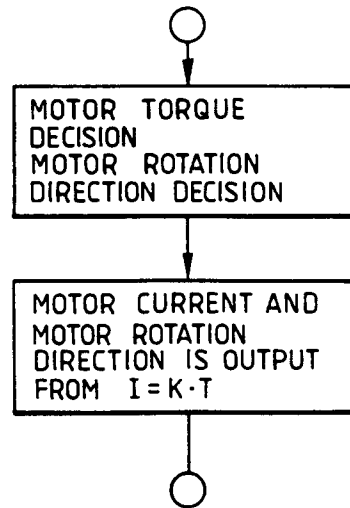 MOTOR TORQUE
DECISION
MOTOR ROTATION
DIRECTION DECISION
MOTOR CURRENT AND
MOTOR ROTATION
DIRECTION IS OUTPUT
FROM I=K·T